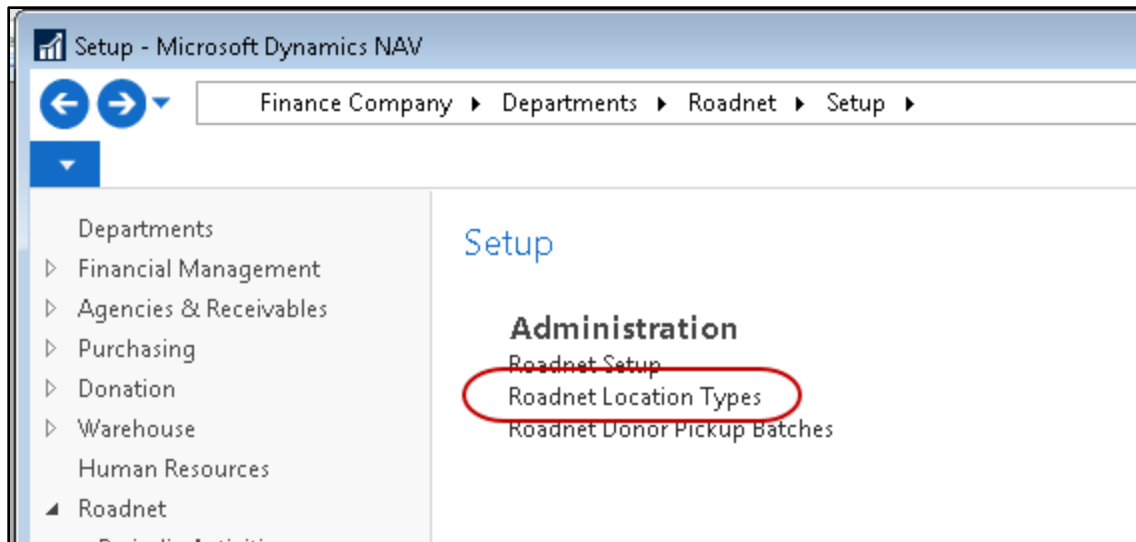 Setup - Microsoft Dynamics NAV
Finance Company ▸ Departments ▸ Roadnet ▸ Setup ▸
Departments
Financial Management
Agencies & Receivables
Purchasing
Donation
Warehouse
Human Resources
Roadnet
Setup
Administration
Roadnet Setup
Roadnet Location Types
Roadnet Donor Pickup Batches